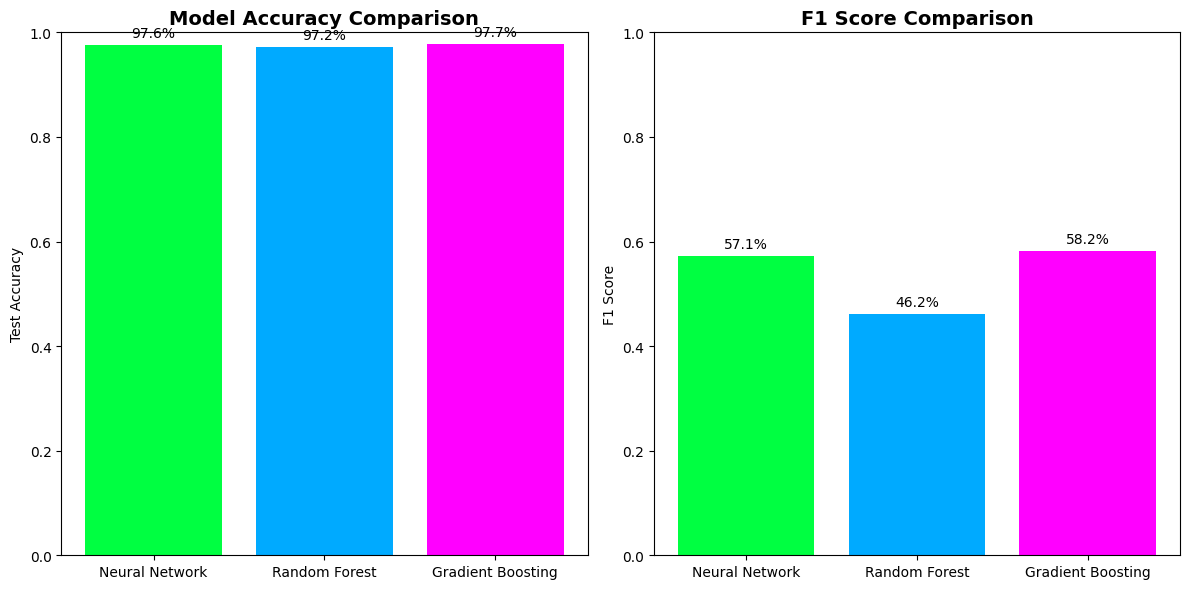 Model Accuracy Comparison
Test Accuracy
1.0
0.8
0.6
0.4
0.2
0.0
97.6%
97.2%
97.7%
Neural Network
Random Forest
Gradient Boosting
F1 Score Comparison
F1 Score
1.0
0.8
0.6
0.4
0.2
0.0
57.1%
46.2%
58.2%
Neural Network
Random Forest
Gradient Boosting